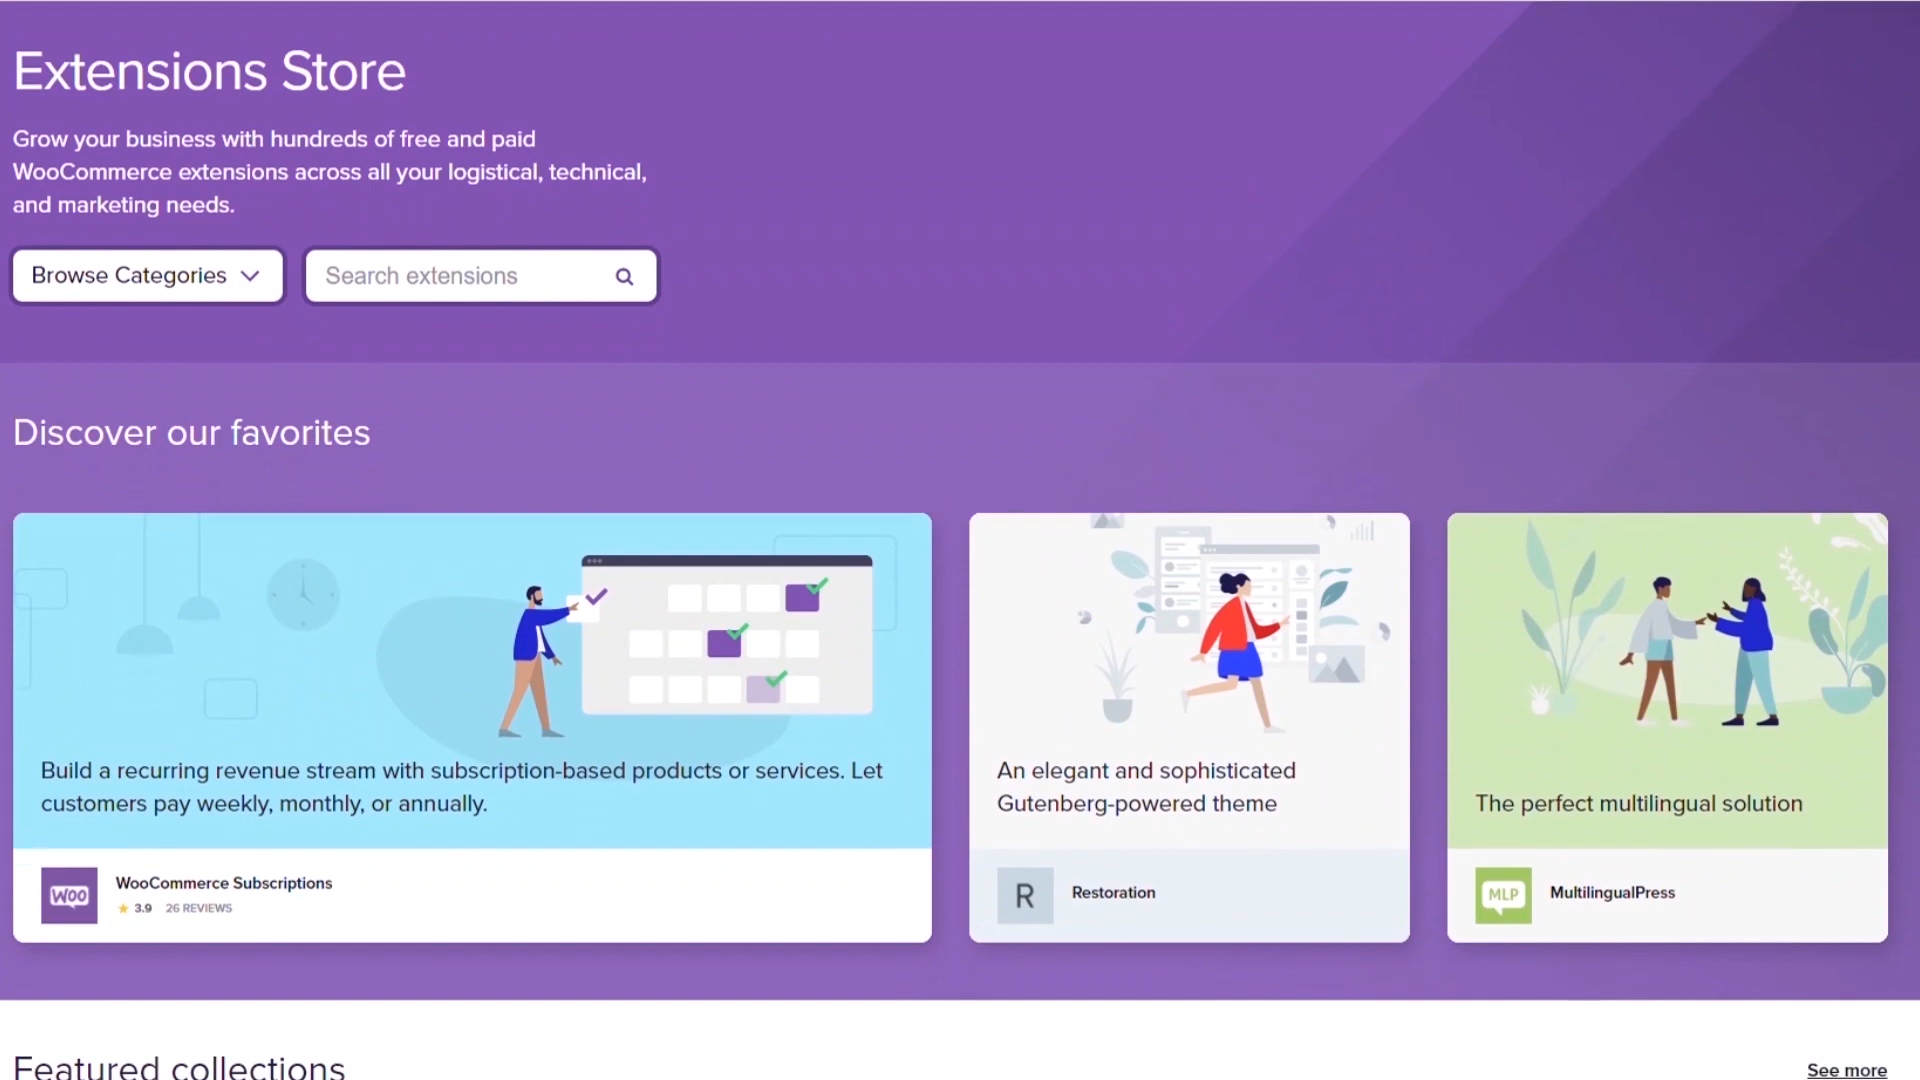 Extensions Store
Grow your business with hundreds of free and paid
WooCommerce extensions across all your logistical, technical,
and marketing needs.
Browse Categories
Search extensions
Discover our favorites
Build a recurring revenue stream with subscription-based products or services. Let
customers pay weekly, monthly, or annually.
WOO
WooCommerce Subscriptions
3.9 26 REVIEWS
An elegant and sophisticated
Gutenberg-powered theme
R
Restoration
The perfect multilingual solution
MLP
MultilingualPress
Featured collections
See more